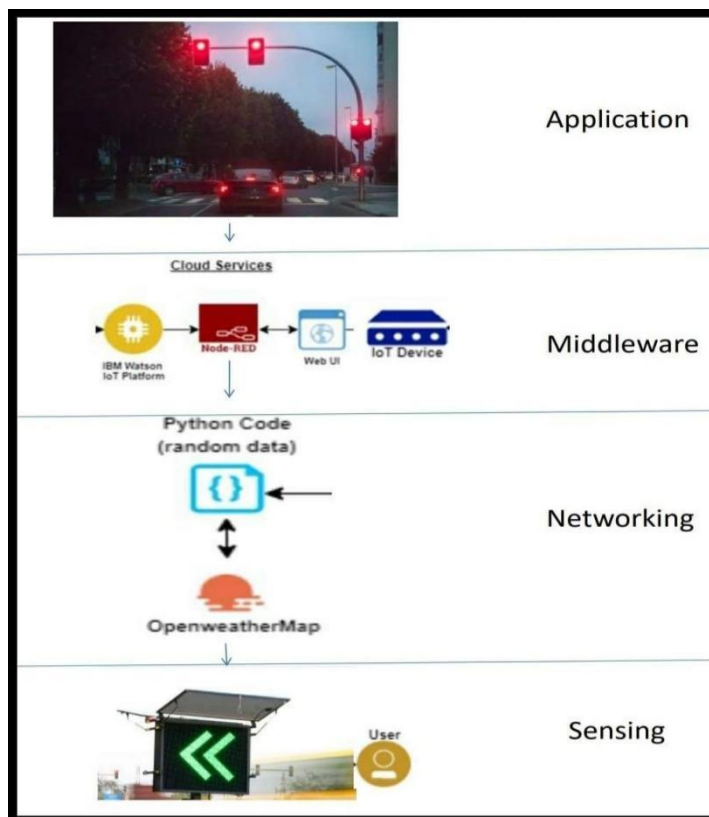 Application
Cloud Services
IBM Watson
IoT Platform
Node-RED
Web UI
IoT Device
Middleware
Python Code
(random data)
{}
Networking
OpenweatherMap
Sensing
User